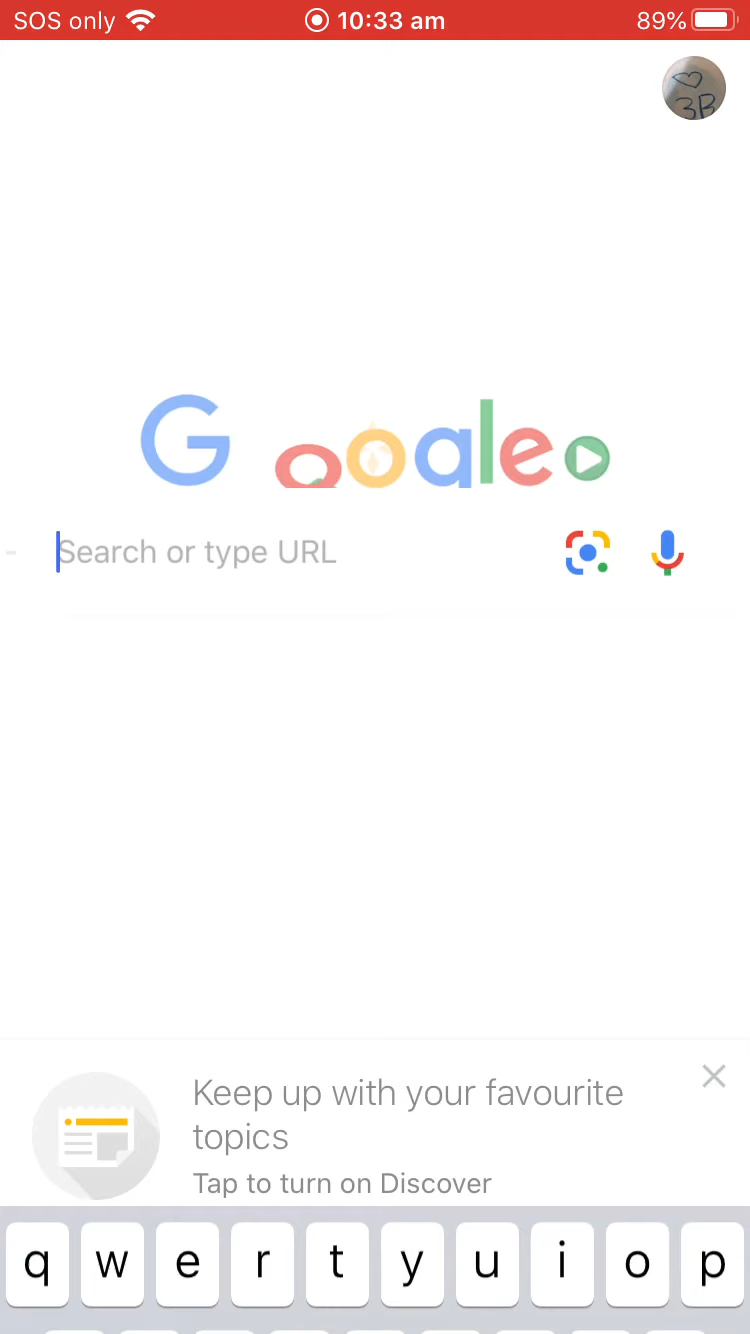 SOS only 10:33 am 89%
♡
3B
Google
Search or type URL
Keep up with your favourite
topics
Tap to turn on Discover
q w e r t y u i o p